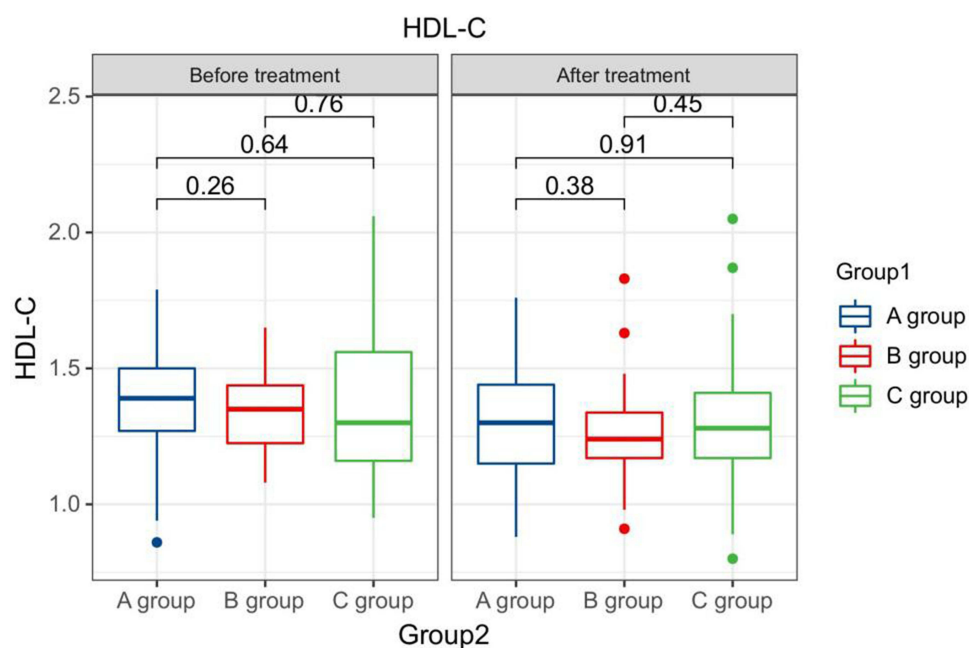 HDL-C
Before treatment
After treatment
2.5
2.0
1.5
1.0
HDL-C
0.76
0.64
0.26
0.45
0.91
0.38
A group
B group
C group
A group
B group
C group
Group2
Group1
A group
B group
C group